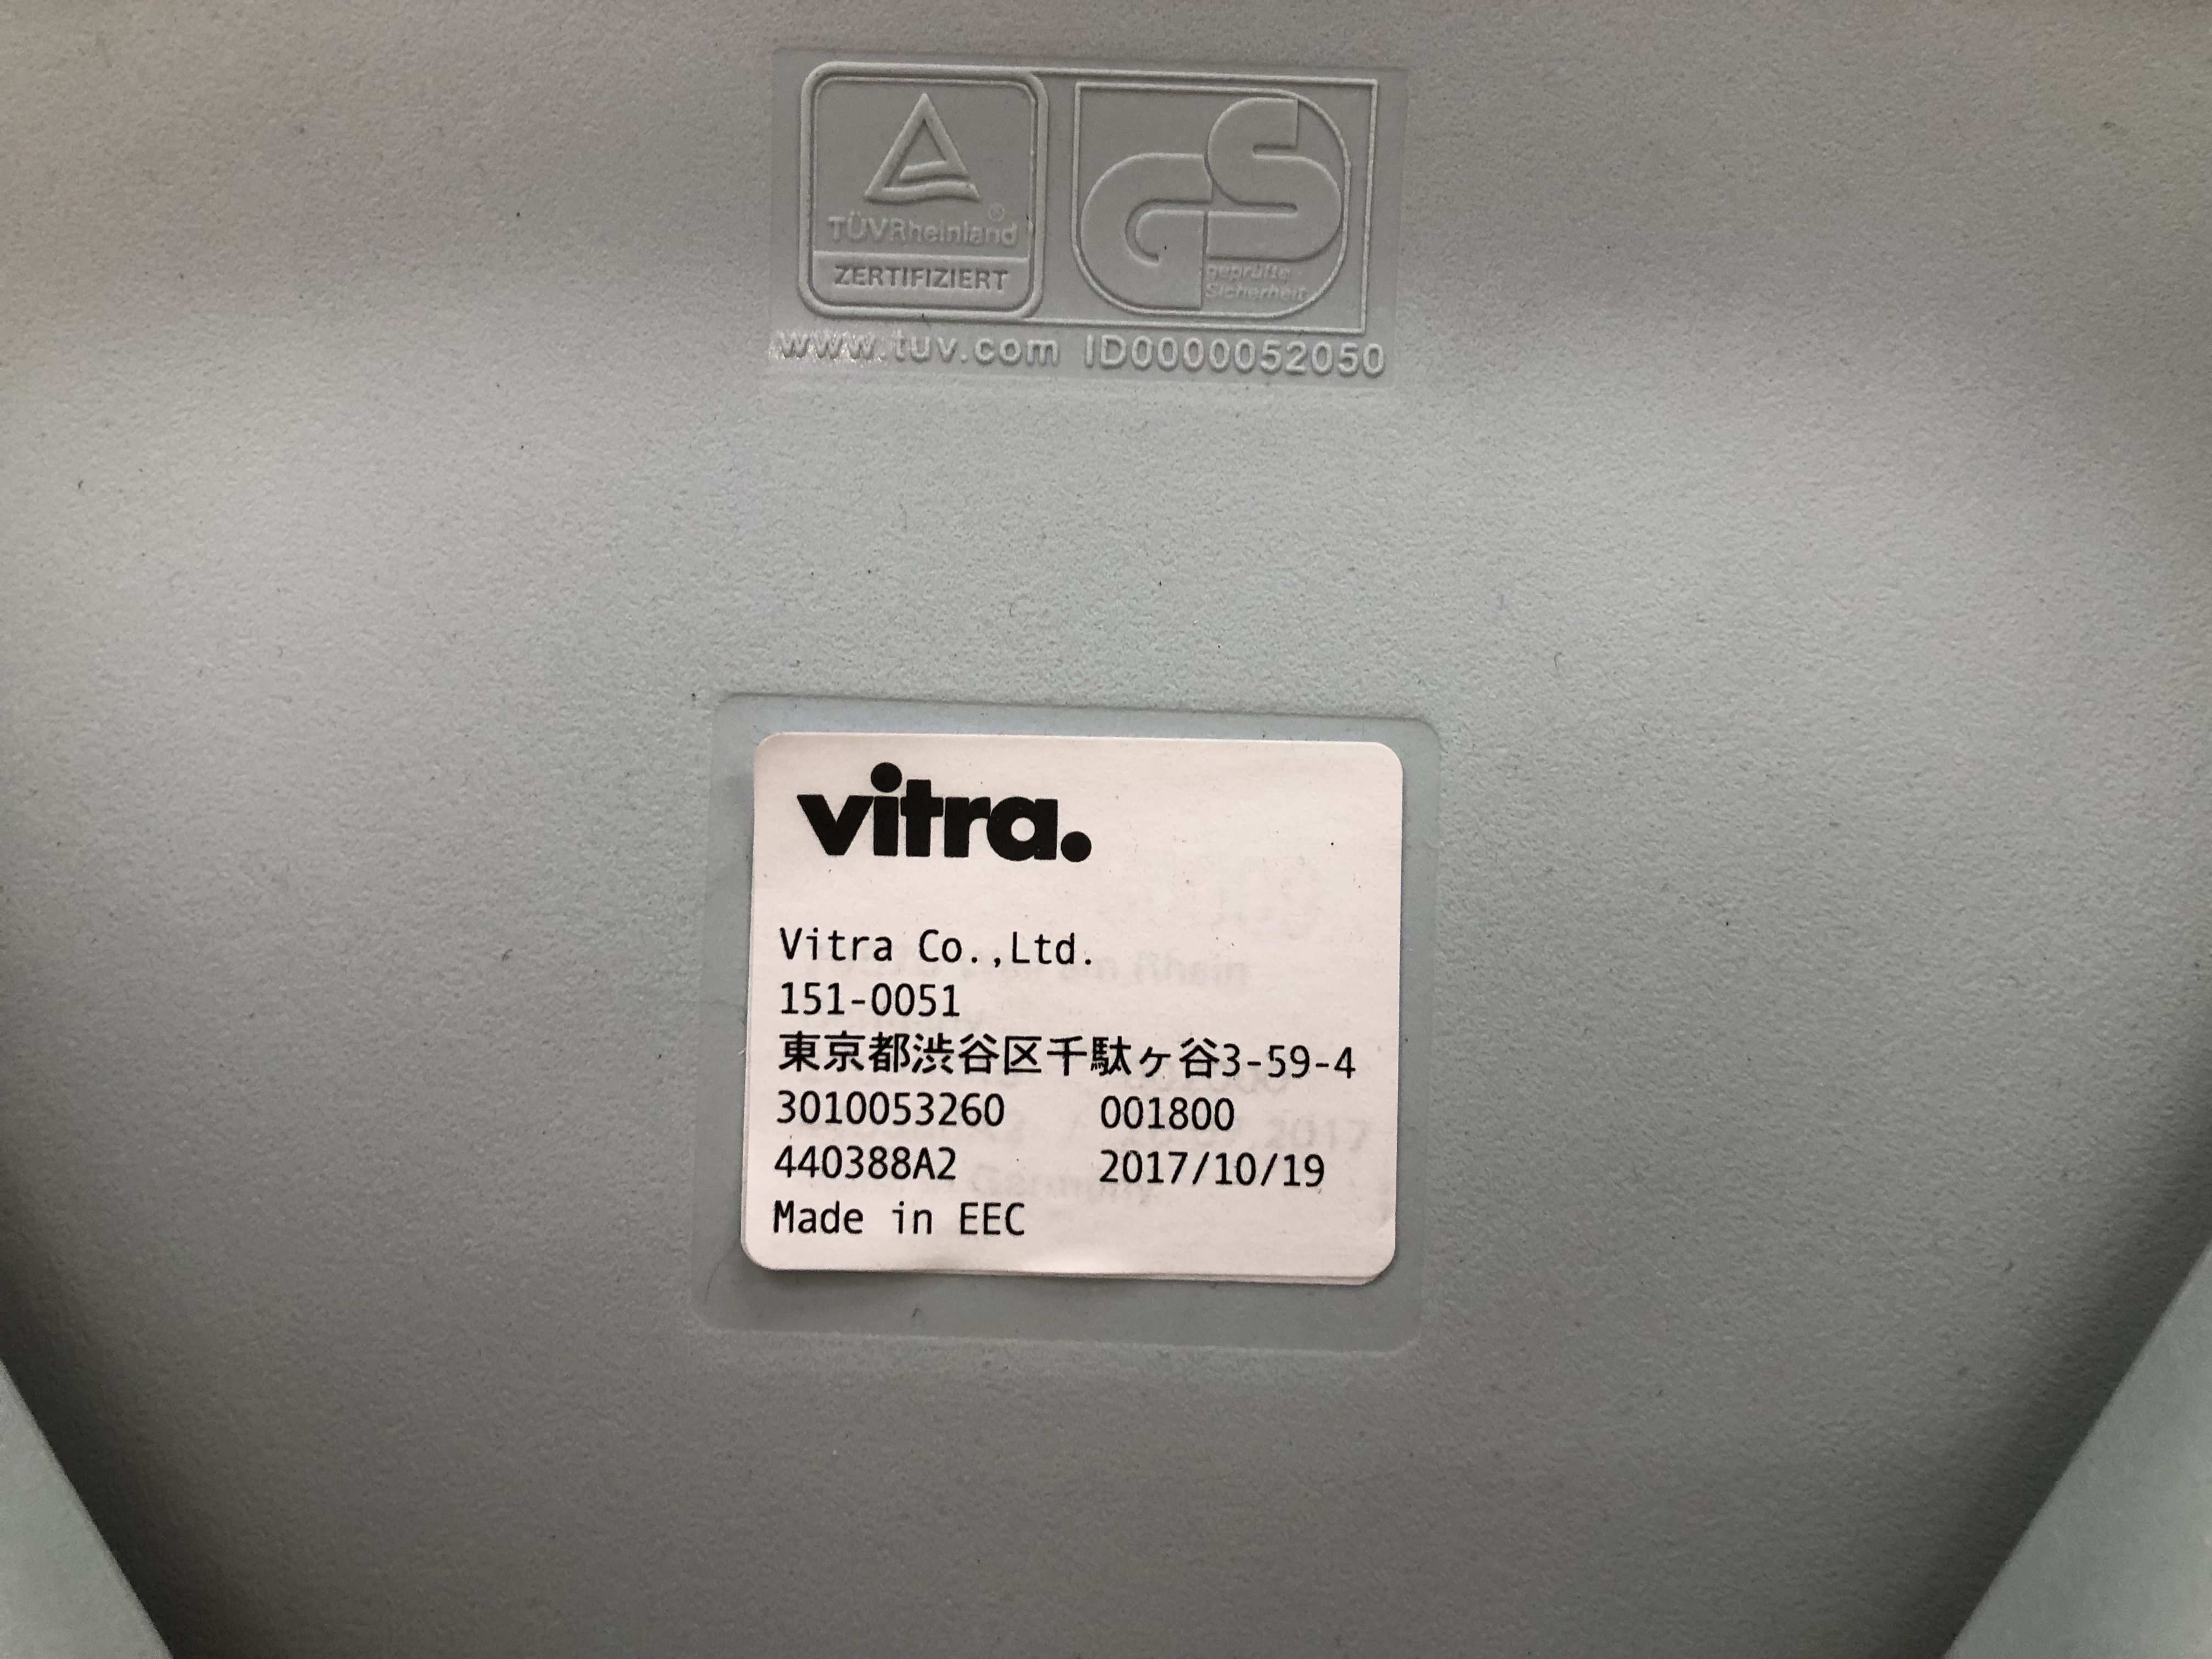 TÜVRheinland®
ZERTIFIZIERT
GS
geprüfte
Sicherheit
www.tuv.com ID0000052050
vitra.
Vitra Co.,Ltd.
151-0051
東京都渋谷区千駄ヶ谷3-59-4
3010053260 001800
440388A2 2017/10/19
Made in EEC